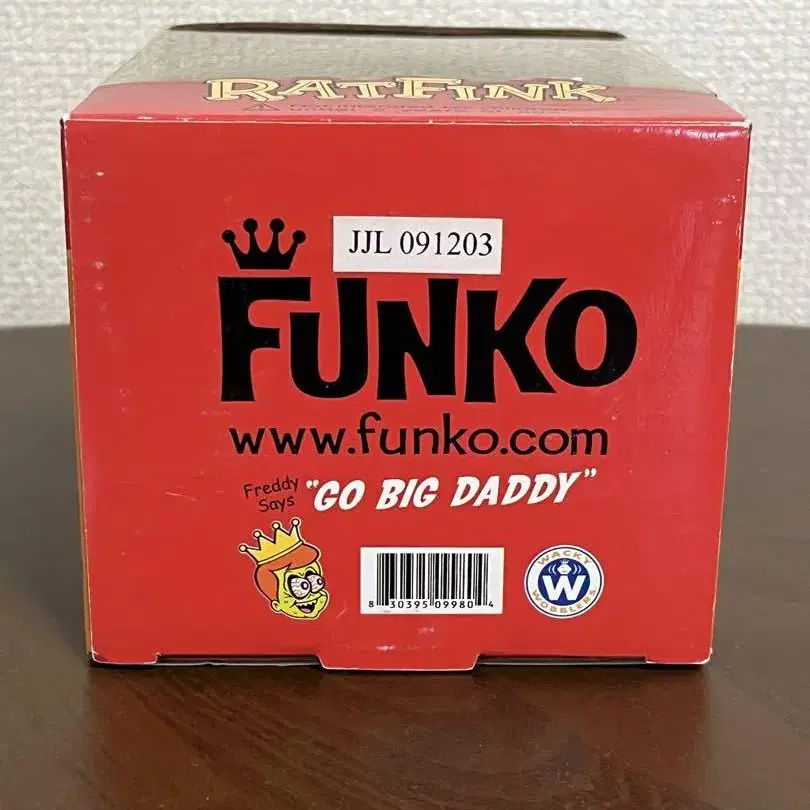 RATFINK
JJL 091203
FUNKO
www.funko.com
Freddy Says "GO BIG DADDY"
8 30395 09980 4
WACKY
W
WOBBLERS